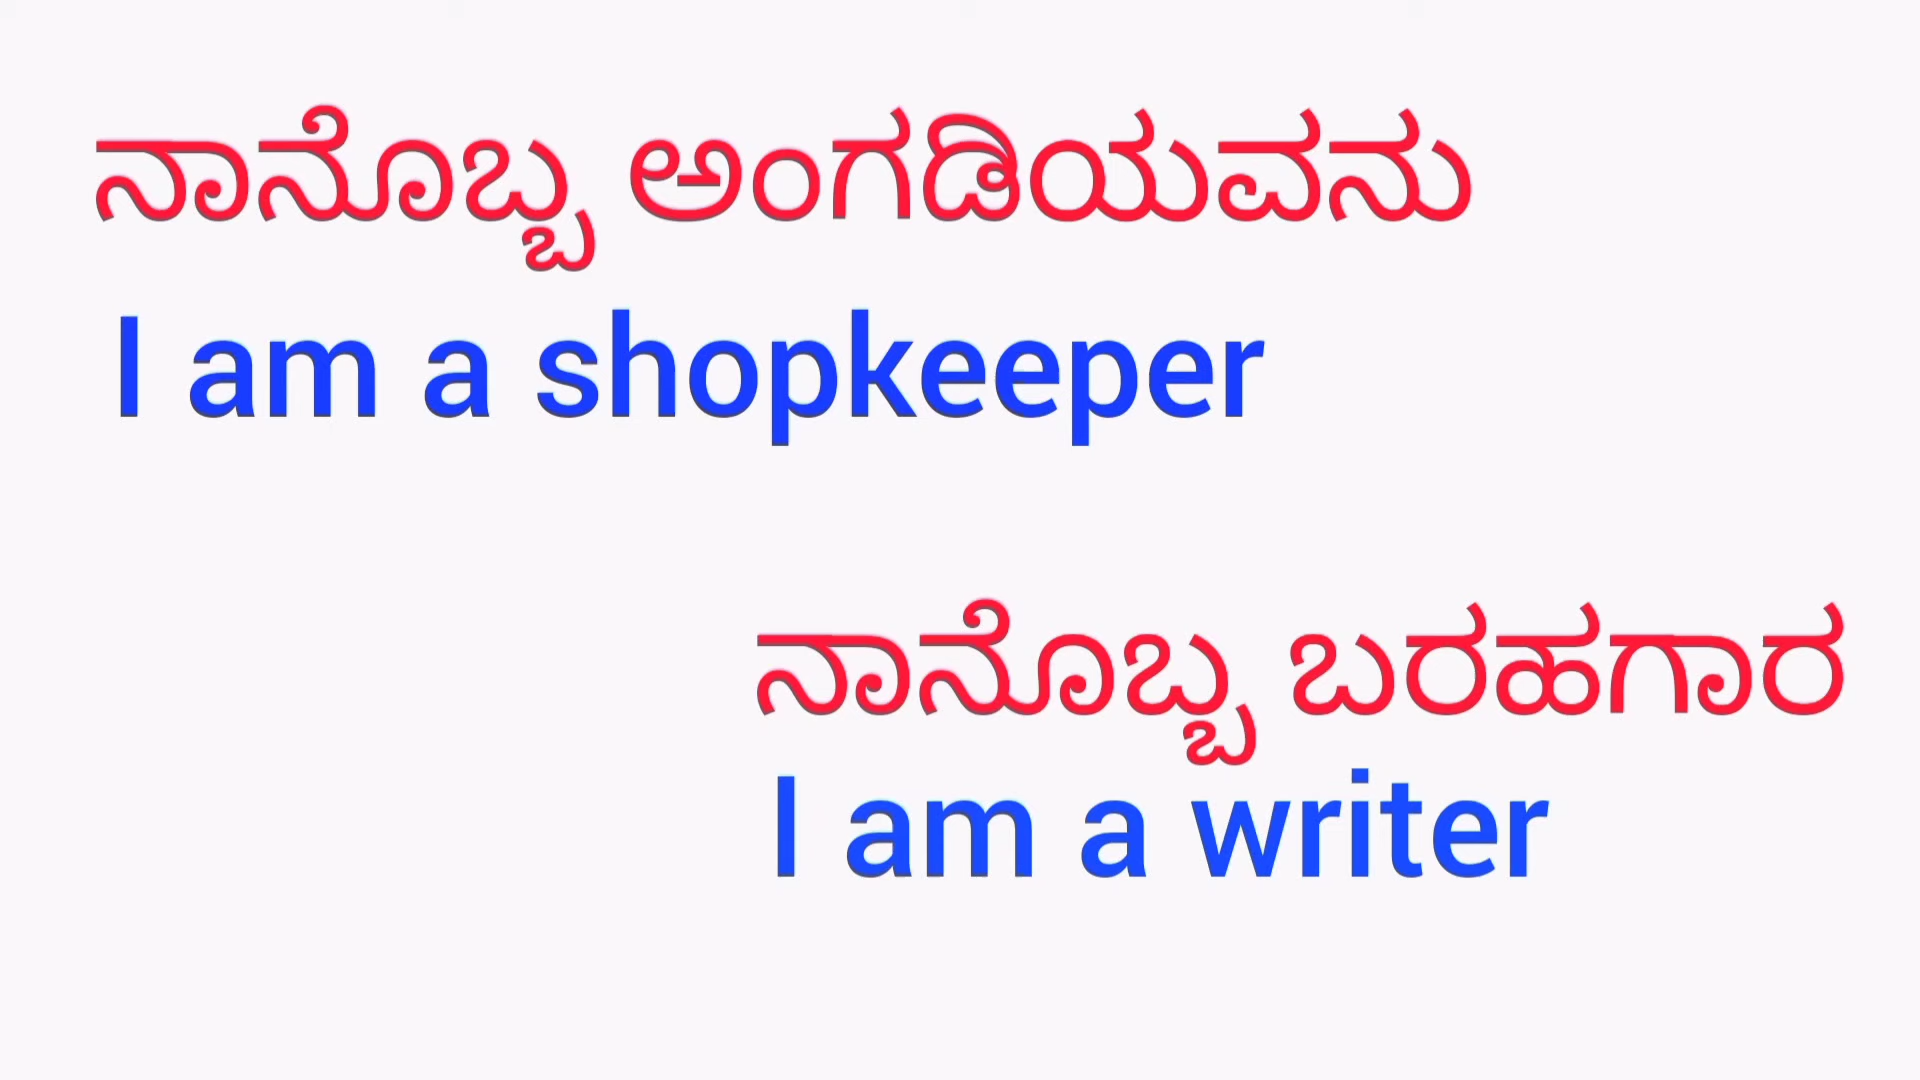 ನಾನೊಬ್ಬ ಅಂಗಡಿಯವನು
I am a shopkeeper
ನಾನೊಬ್ಬ ಬರಹಗಾರ
I am a writer